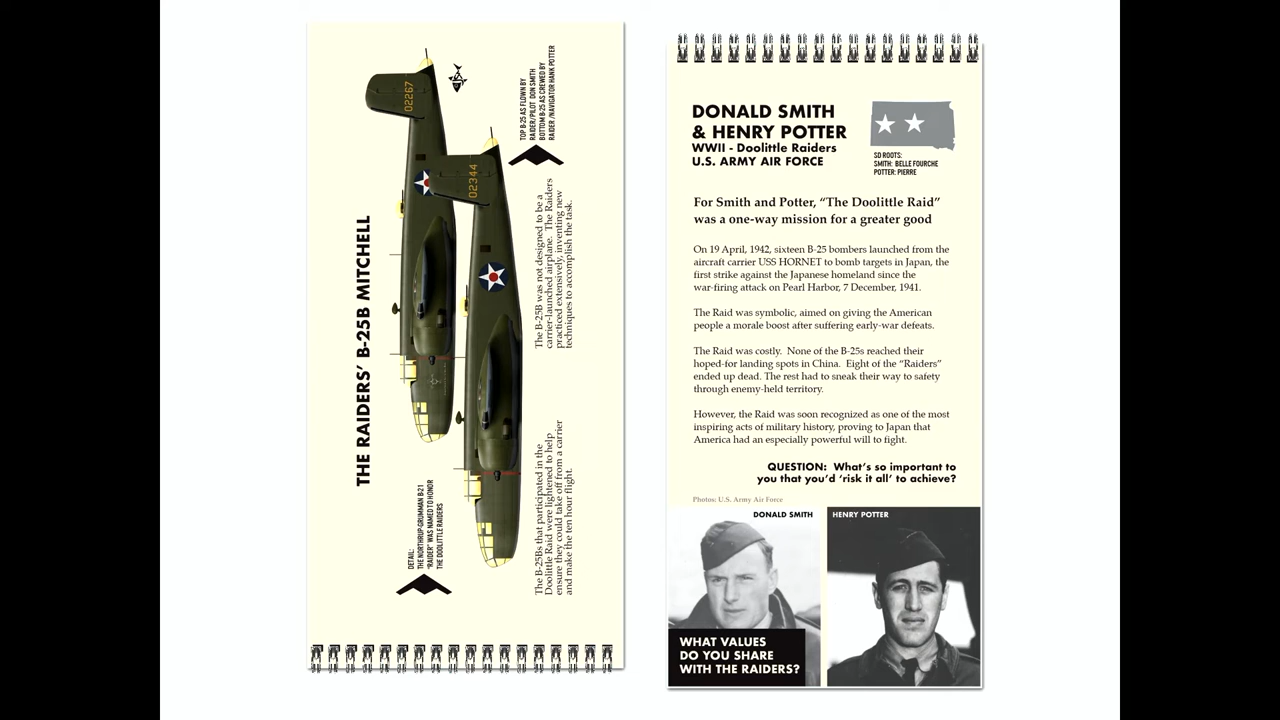 THE RAIDERS' B-25B MITCHELL
02267
02344
TOP B-25 AS FLOWN BY
RAIDER/PILOT DON SMITH
BOTTOM B-25 AS CREWED BY
RAIDER /NAVIGATOR HANK POTTER
DETAIL:
THE NORTHRUP-GRUMMAN B-21
"RAIDER" WAS NAMED TO HONOR
THE DOOLITTLE RAIDERS
The B-25Bs that participated in the
Doolittle Raid were lightened to help
ensure they could take off from a carrier
and make the ten hour flight.
The B-25B was not designed to be a
carrier-launched airplane. The Raiders
practiced extensively, inventing new
techniques to accomplish the task.
DONALD SMITH
& HENRY POTTER
WWII - Doolittle Raiders
U.S. ARMY AIR FORCE
SD ROOTS:
SMITH: BELLE FOURCHE
POTTER: PIERRE
For Smith and Potter, "The Doolittle Raid"
was a one-way mission for a greater good
On 19 April, 1942, sixteen B-25 bombers launched from the
aircraft carrier USS HORNET to bomb targets in Japan, the
first strike against the Japanese homeland since the
war-firing attack on Pearl Harbor, 7 December, 1941.
The Raid was symbolic, aimed on giving the American
people a morale boost after suffering early-war defeats.
The Raid was costly. None of the B-25s reached their
hoped-for landing spots in China. Eight of the "Raiders"
ended up dead. The rest had to sneak their way to safety
through enemy-held territory.
However, the Raid was soon recognized as one of the most
inspiring acts of military history, proving to Japan that
America had an especially powerful will to fight.
QUESTION: What's so important to
you that you'd 'risk it all' to achieve?
Photos: U.S. Army Air Force
DONALD SMITH
HENRY POTTER
WHAT VALUES
DO YOU SHARE
WITH THE RAIDERS?